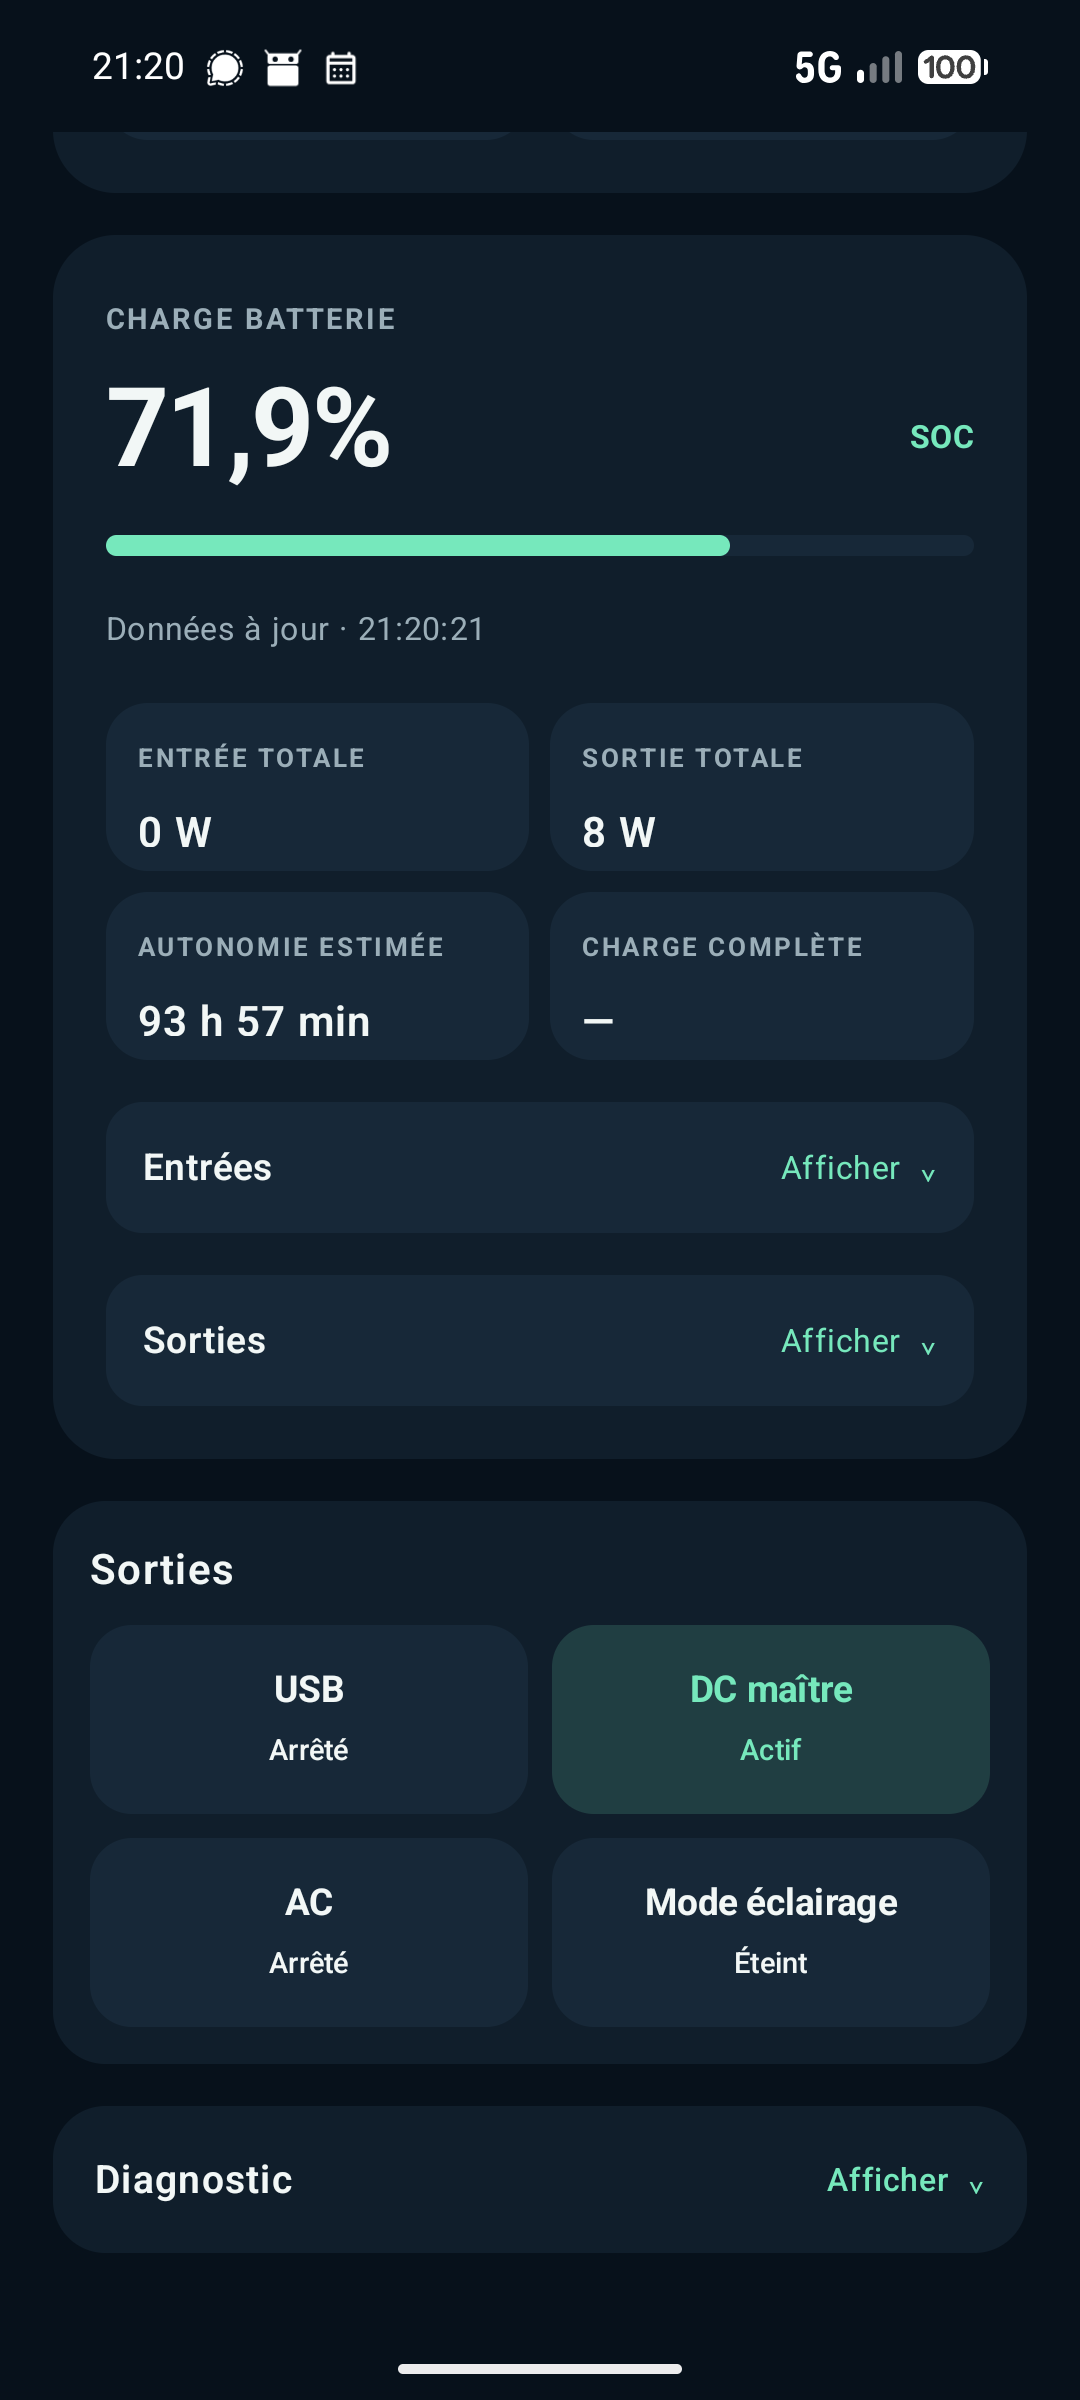 21:20
5G
100
CHARGE BATTERIE
71,9%
SOC
Données à jour · 21:20:21
ENTRÉE TOTALE
SORTIE TOTALE
0 W
8 W
AUTONOMIE ESTIMÉE
CHARGE COMPLÈTE
93 h 57 min
—
Entrées
Afficher ˅
Sorties
Afficher ˅
Sorties
USB
DC maître
Arrêté
Actif
AC
Mode éclairage
Arrêté
Éteint
Diagnostic
Afficher ˅